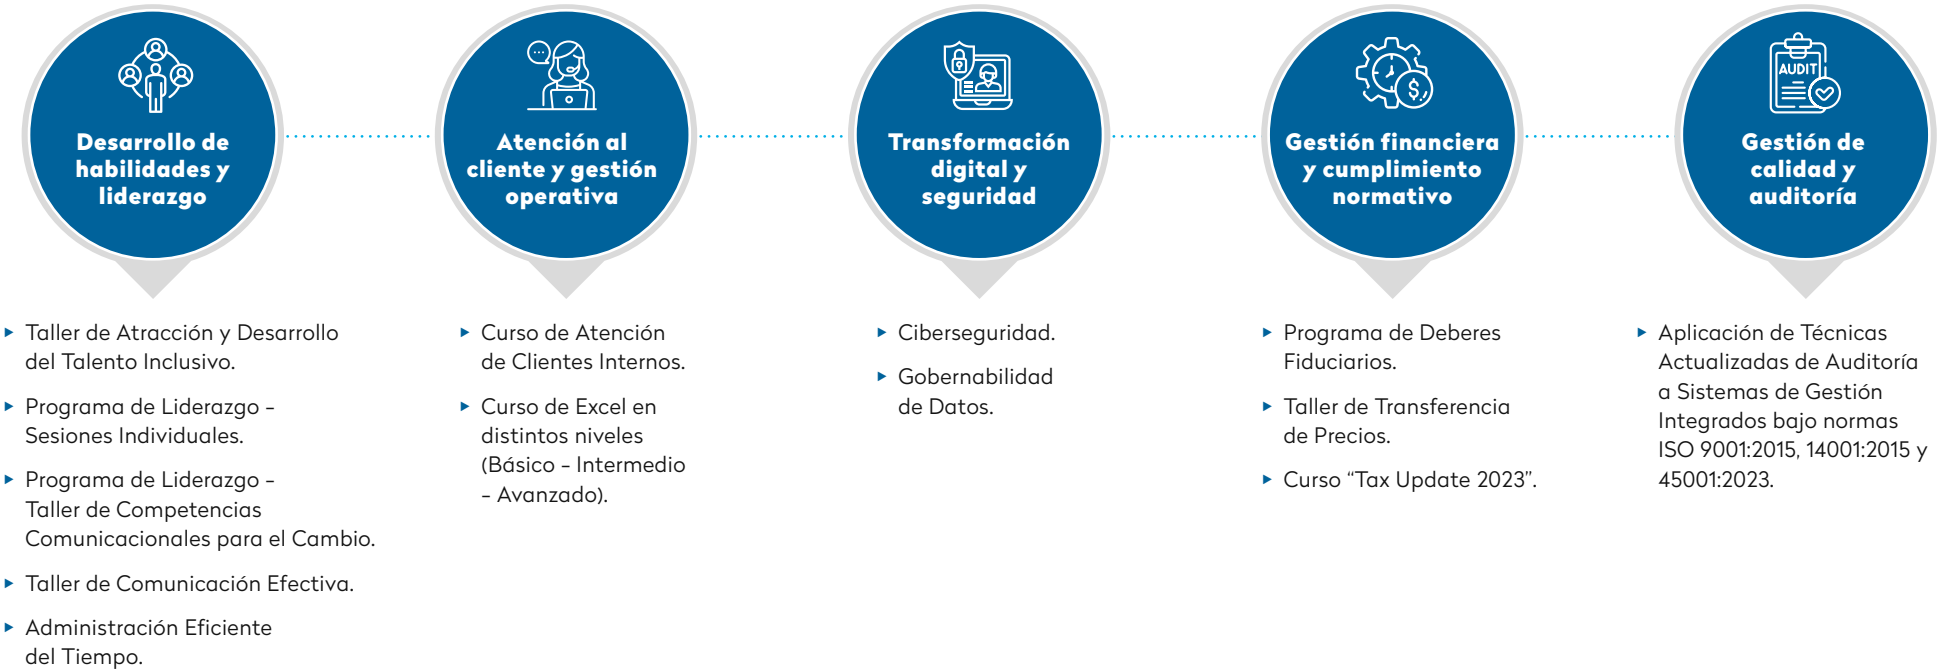 Desarrollo de
habilidades y
liderazgo
▸ Taller de Atracción y Desarrollo
del Talento Inclusivo.
▸ Programa de Liderazgo -
Sesiones Individuales.
▸ Programa de Liderazgo -
Taller de Competencias
Comunicacionales para el Cambio.
▸ Taller de Comunicación Efectiva.
▸ Administración Eficiente
del Tiempo.
Atención al
cliente y gestión
operativa
▸ Curso de Atención
de Clientes Internos.
▸ Curso de Excel en
distintos niveles
(Básico - Intermedio
- Avanzado).
Transformación
digital y
seguridad
▸ Ciberseguridad.
▸ Gobernabilidad
de Datos.
Gestión financiera
y cumplimiento
normativo
▸ Programa de Deberes
Fiduciarios.
▸ Taller de Transferencia
de Precios.
▸ Curso “Tax Update 2023”.
AUDIT
Gestión de
calidad y
auditoría
▸ Aplicación de Técnicas
Actualizadas de Auditoría
a Sistemas de Gestión
Integrados bajo normas
ISO 9001:2015, 14001:2015 y
45001:2023.